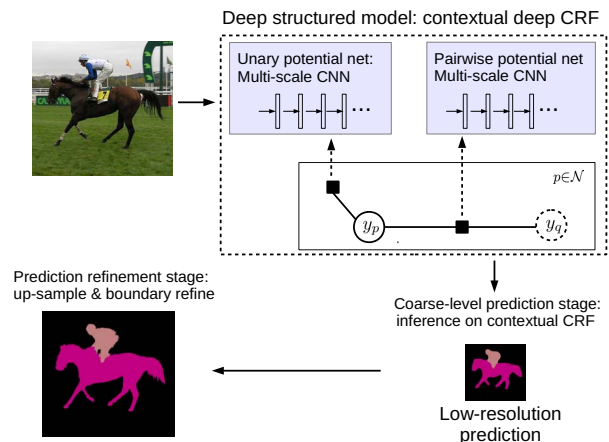 Deep structured model: contextual deep CRF
Unary potential net:
Multi-scale CNN
...
Pairwise potential net
Multi-scale CNN
...
p∈N
y_p
y_q
Prediction refinement stage:
up-sample & boundary refine
Coarse-level prediction stage:
inference on contextual CRF
Low-resolution
prediction